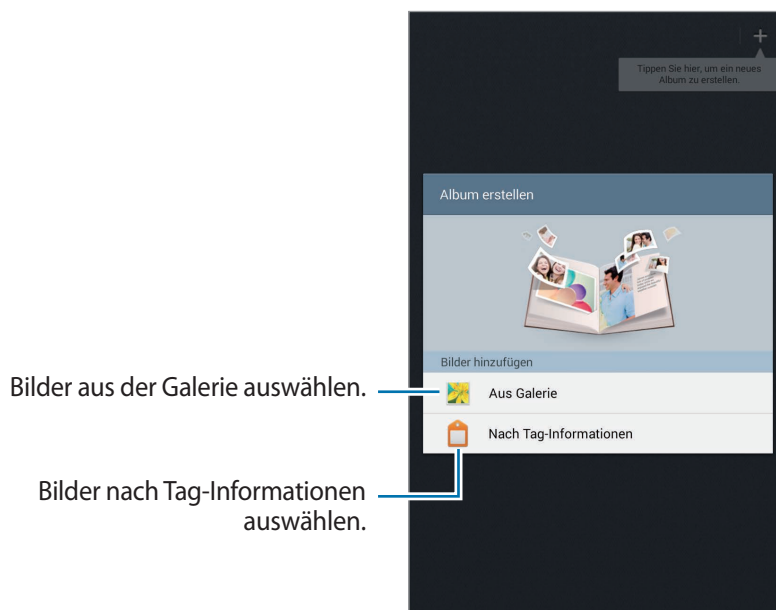 Tippen Sie hier, um ein neues
Album zu erstellen.
Album erstellen
Bilder hinzufügen
Bilder aus der Galerie auswählen.
Aus Galerie
Nach Tag-Informationen
Bilder nach Tag-Informationen
auswählen.